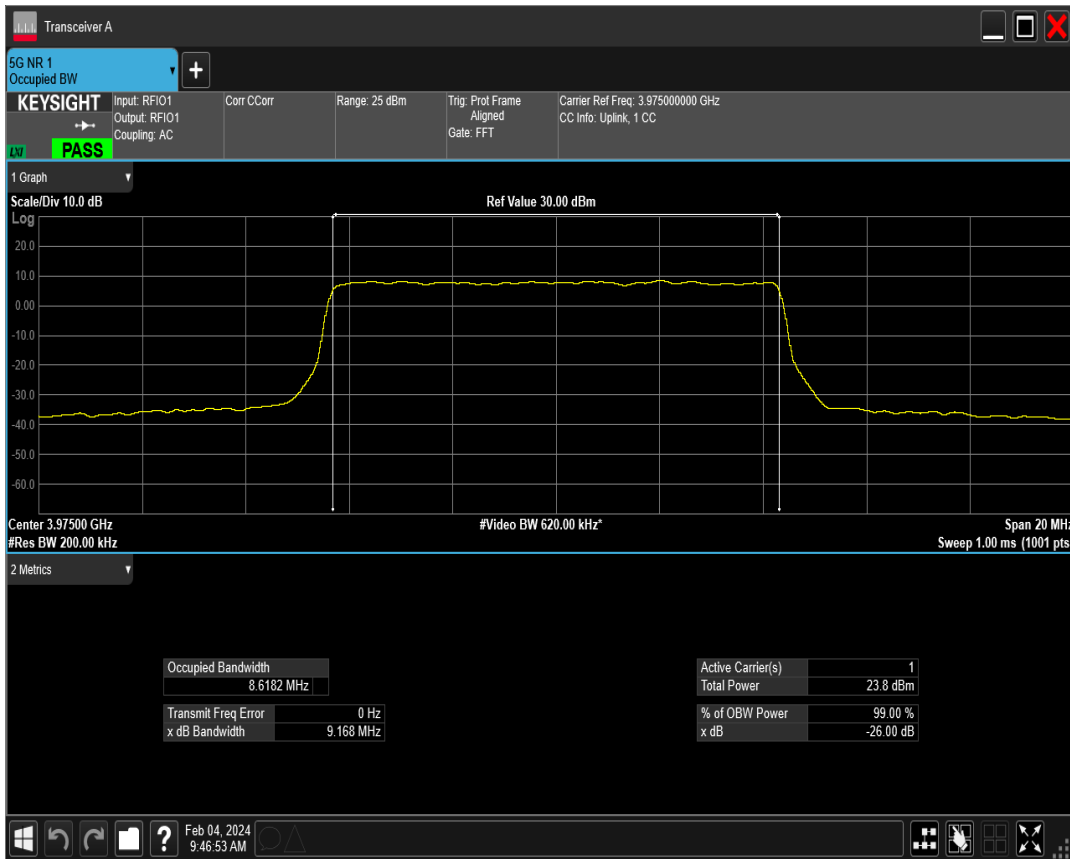 Transceiver A
5G NR 1
Occupied BW
KEYSIGHT
Input: RFIO1
Output: RFIO1
Coupling: AC
Corr CCorr
Range: 25 dBm
Trig: Prot Frame
Aligned
Gate: FFT
Carrier Ref Freq: 3.975000000 GHz
CC Info: Uplink, 1 CC
LXI
PASS
1 Graph
Scale/Div 10.0 dB
Ref Value 30.00 dBm
Log
20.0
10.0
0.00
-10.0
-20.0
-30.0
-40.0
-50.0
-60.0
Center 3.97500 GHz
#Video BW 620.00 kHz*
Span 20 MHz
#Res BW 200.00 kHz
Sweep 1.00 ms (1001 pts
2 Metrics
Occupied Bandwidth
8.6182 MHz
Transmit Freq Error 0 Hz
x dB Bandwidth 9.168 MHz
Active Carrier(s) 1
Total Power 23.8 dBm
% of OBW Power 99.00 %
x dB -26.00 dB
?
Feb 04, 2024
9:46:53 AM